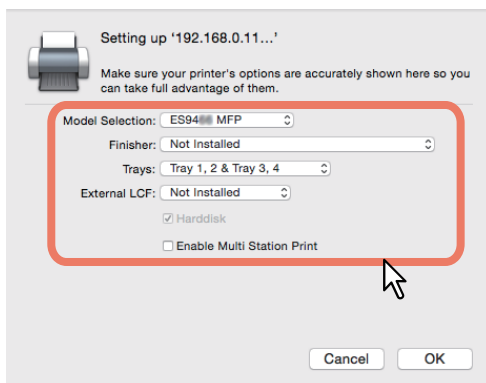 Setting up ‘192.168.0.11...’
Make sure your printer's options are accurately shown here so you
can take full advantage of them.
Model Selection: MFP
Finisher: Not Installed
Trays: Tray 1, 2 & Tray 3, 4
External LCF: Not Installed
Harddisk
Enable Multi Station Print
Cancel OK